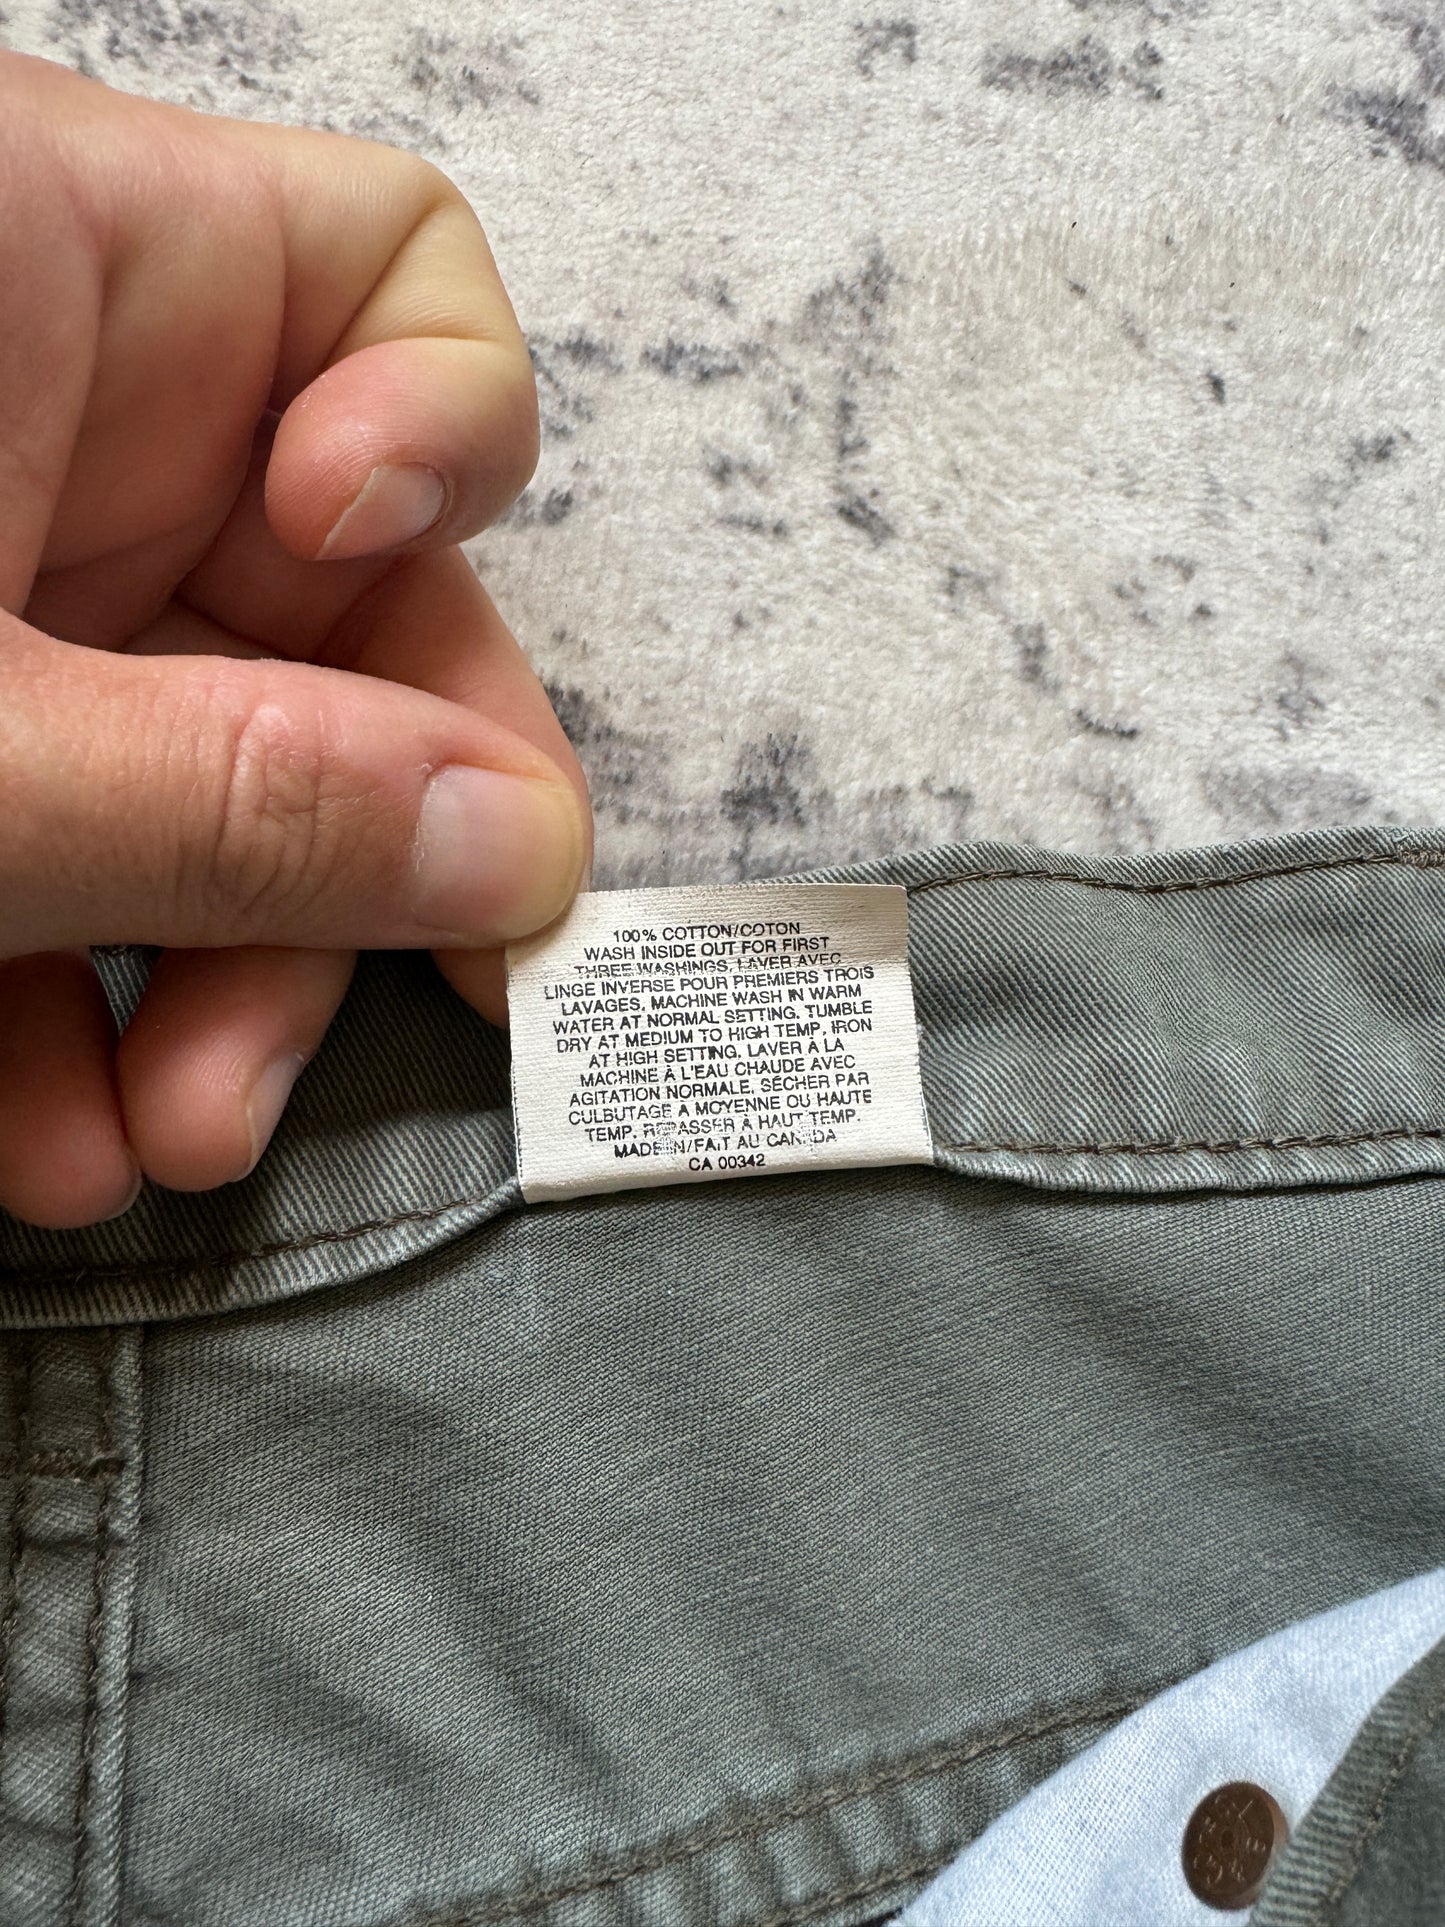 100% COTTON/COTON
WASH INSIDE OUT FOR FIRST
THREE WASHINGS, LAVER AVEC
LINGE INVERSE POUR PREMIERS TROIS
LAVAGES. MACHINE WASH IN WARM
WATER AT NORMAL SETTING. TUMBLE
DRY AT MEDIUM TO HIGH TEMP. IRON
AT HIGH SETTING. LAVER À LA
MACHINE À L'EAU CHAUDE AVEC
AGITATION NORMALE. SÉCHER PAR
CULBUTAGE A MOYENNE OU HAUTE
TEMP. REPASSER À HAUT TEMP.
MADE IN/FAIT AU CANADA
CA 00342